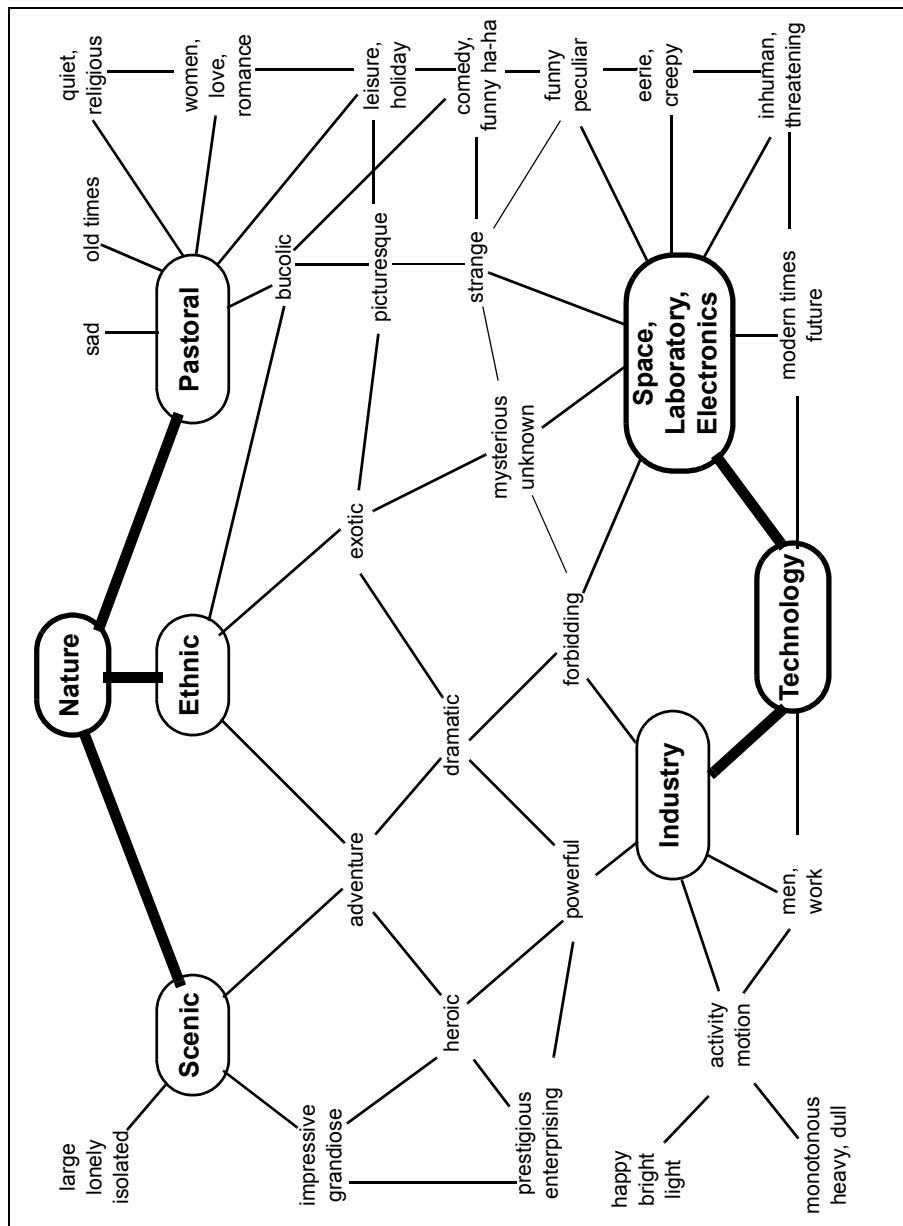 large
lonely
isolated
Nature
quiet,
religious
sad
old times
Scenic
Ethnic
Pastoral
women,
love,
romance
bucolic
impressive
grandiose
adventure
exotic
picturesque
leisure,
holiday
heroic
dramatic
strange
comedy,
funny ha-ha
prestigious
enterprising
mysterious
unknown
funny
peculiar
powerful
forbidding
happy
bright
light
Industry
Space,
Laboratory,
Electronics
eerie,
creepy
activity
motion
inhuman,
threatening
monotonous
heavy, dull
men,
work
Technology
modern times
future